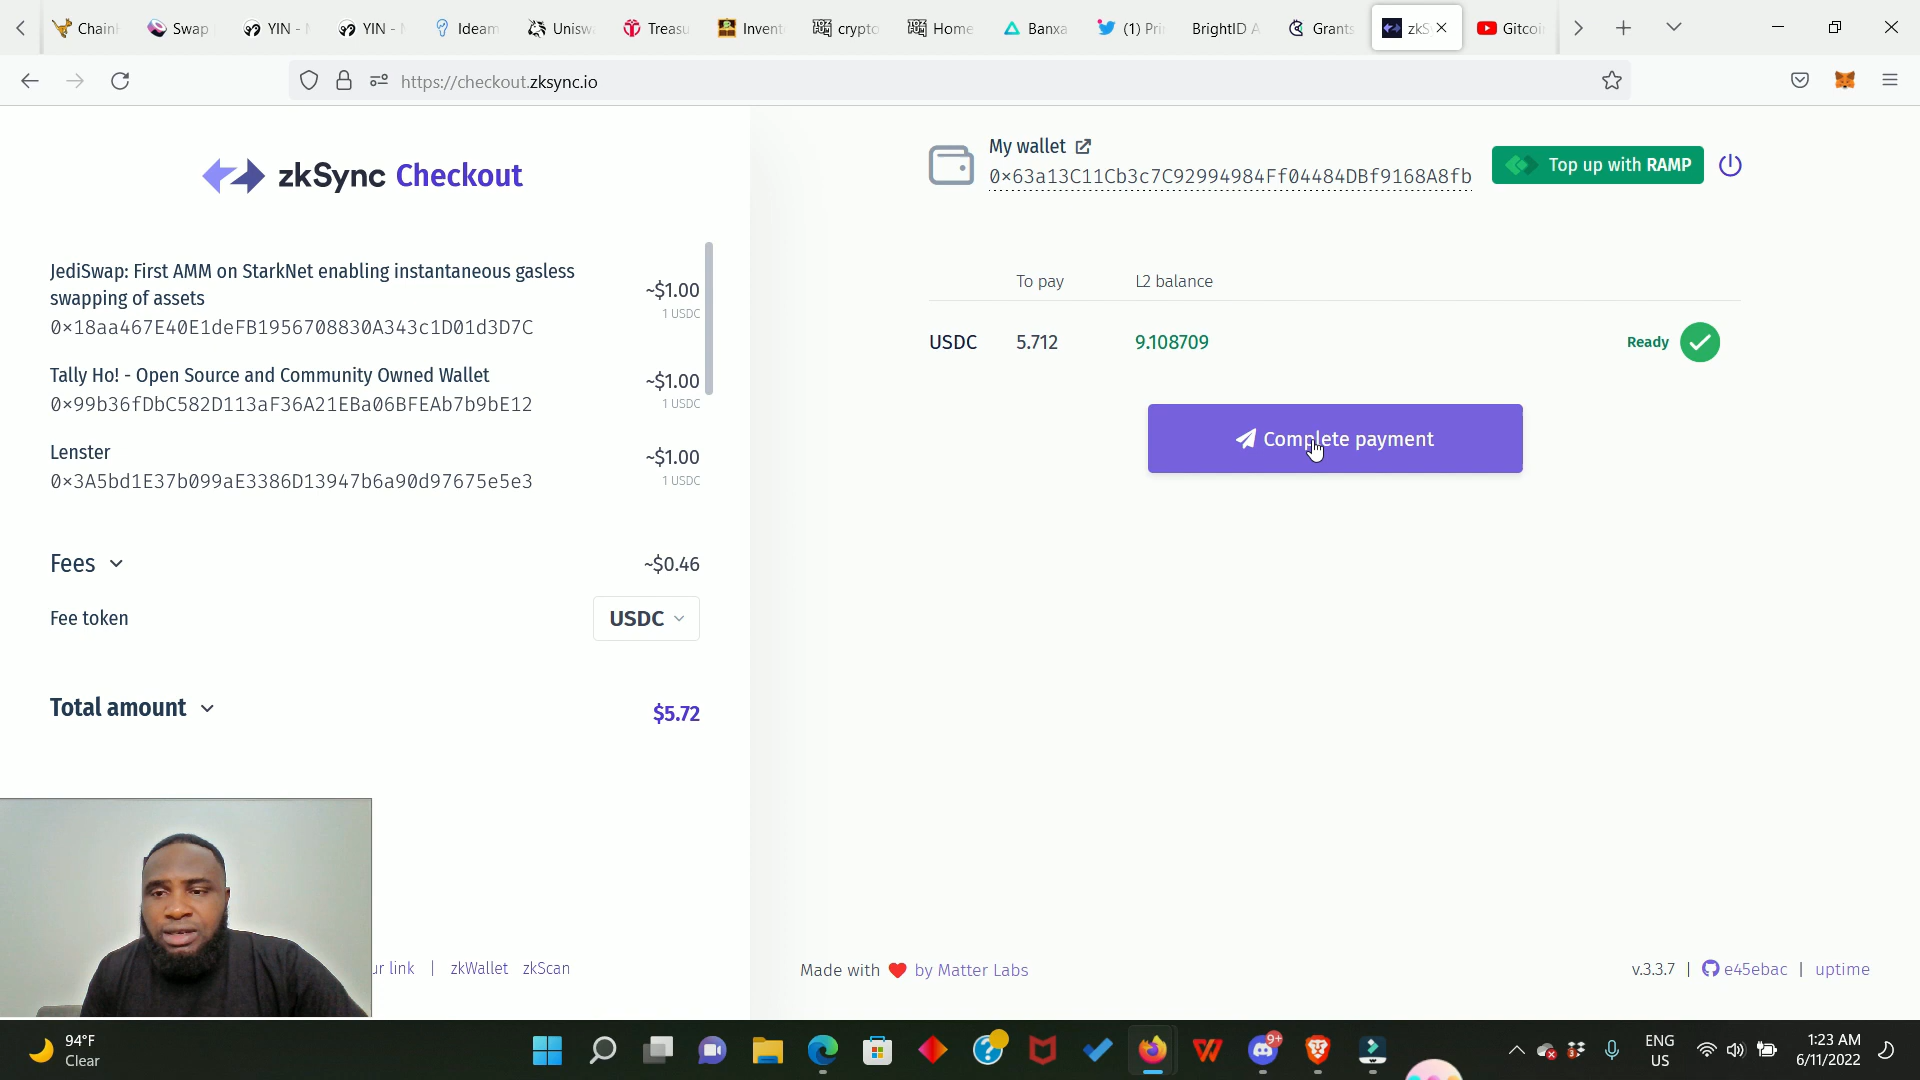 Chain
Swap
YIN -
YIN -
Ideam
Unisw
Treasu
Invent
crypto
Home
Banxa
(1) Pri
BrightID A
Grants
zkS
Gitcoi
https://checkout.zksync.io
zkSync Checkout
My wallet
0×63a13C11Cb3c7C92994984Ff04484DBf9168A8fb
Top up with RAMP
JediSwap: First AMM on StarkNet enabling instantaneous gasless
swapping of assets
0×18aa467E40E1deFB1956708830A343c1D01d3D7C
~$1.00
1 USDC
Tally Ho! - Open Source and Community Owned Wallet
0×99b36fDbC582D113aF36A21EBa06BFEAb7b9bE12
~$1.00
1 USDC
Lenster
0×3A5bd1E37b099aE3386D13947b6a90d97675e5e3
~$1.00
1 USDC
Fees ~$0.46
Fee token USDC
Total amount $5.72
To pay L2 balance
USDC 5.712 9.108709 Ready
Complete payment
ur link | zkWallet zkScan
Made with by Matter Labs
v.3.3.7 | e45ebac | uptime
94°F
Clear
9+
ENG
US
1:23 AM
6/11/2022